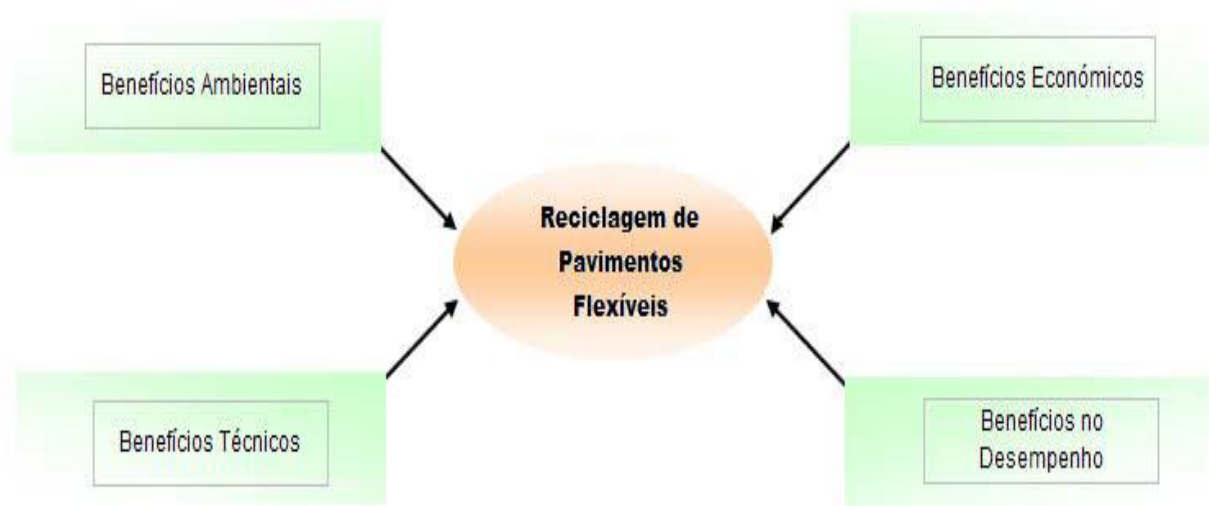 Benefícios Ambientais
Benefícios Económicos
Reciclagem de
Pavimentos
Flexíveis
Benefícios Técnicos
Benefícios no
Desempenho